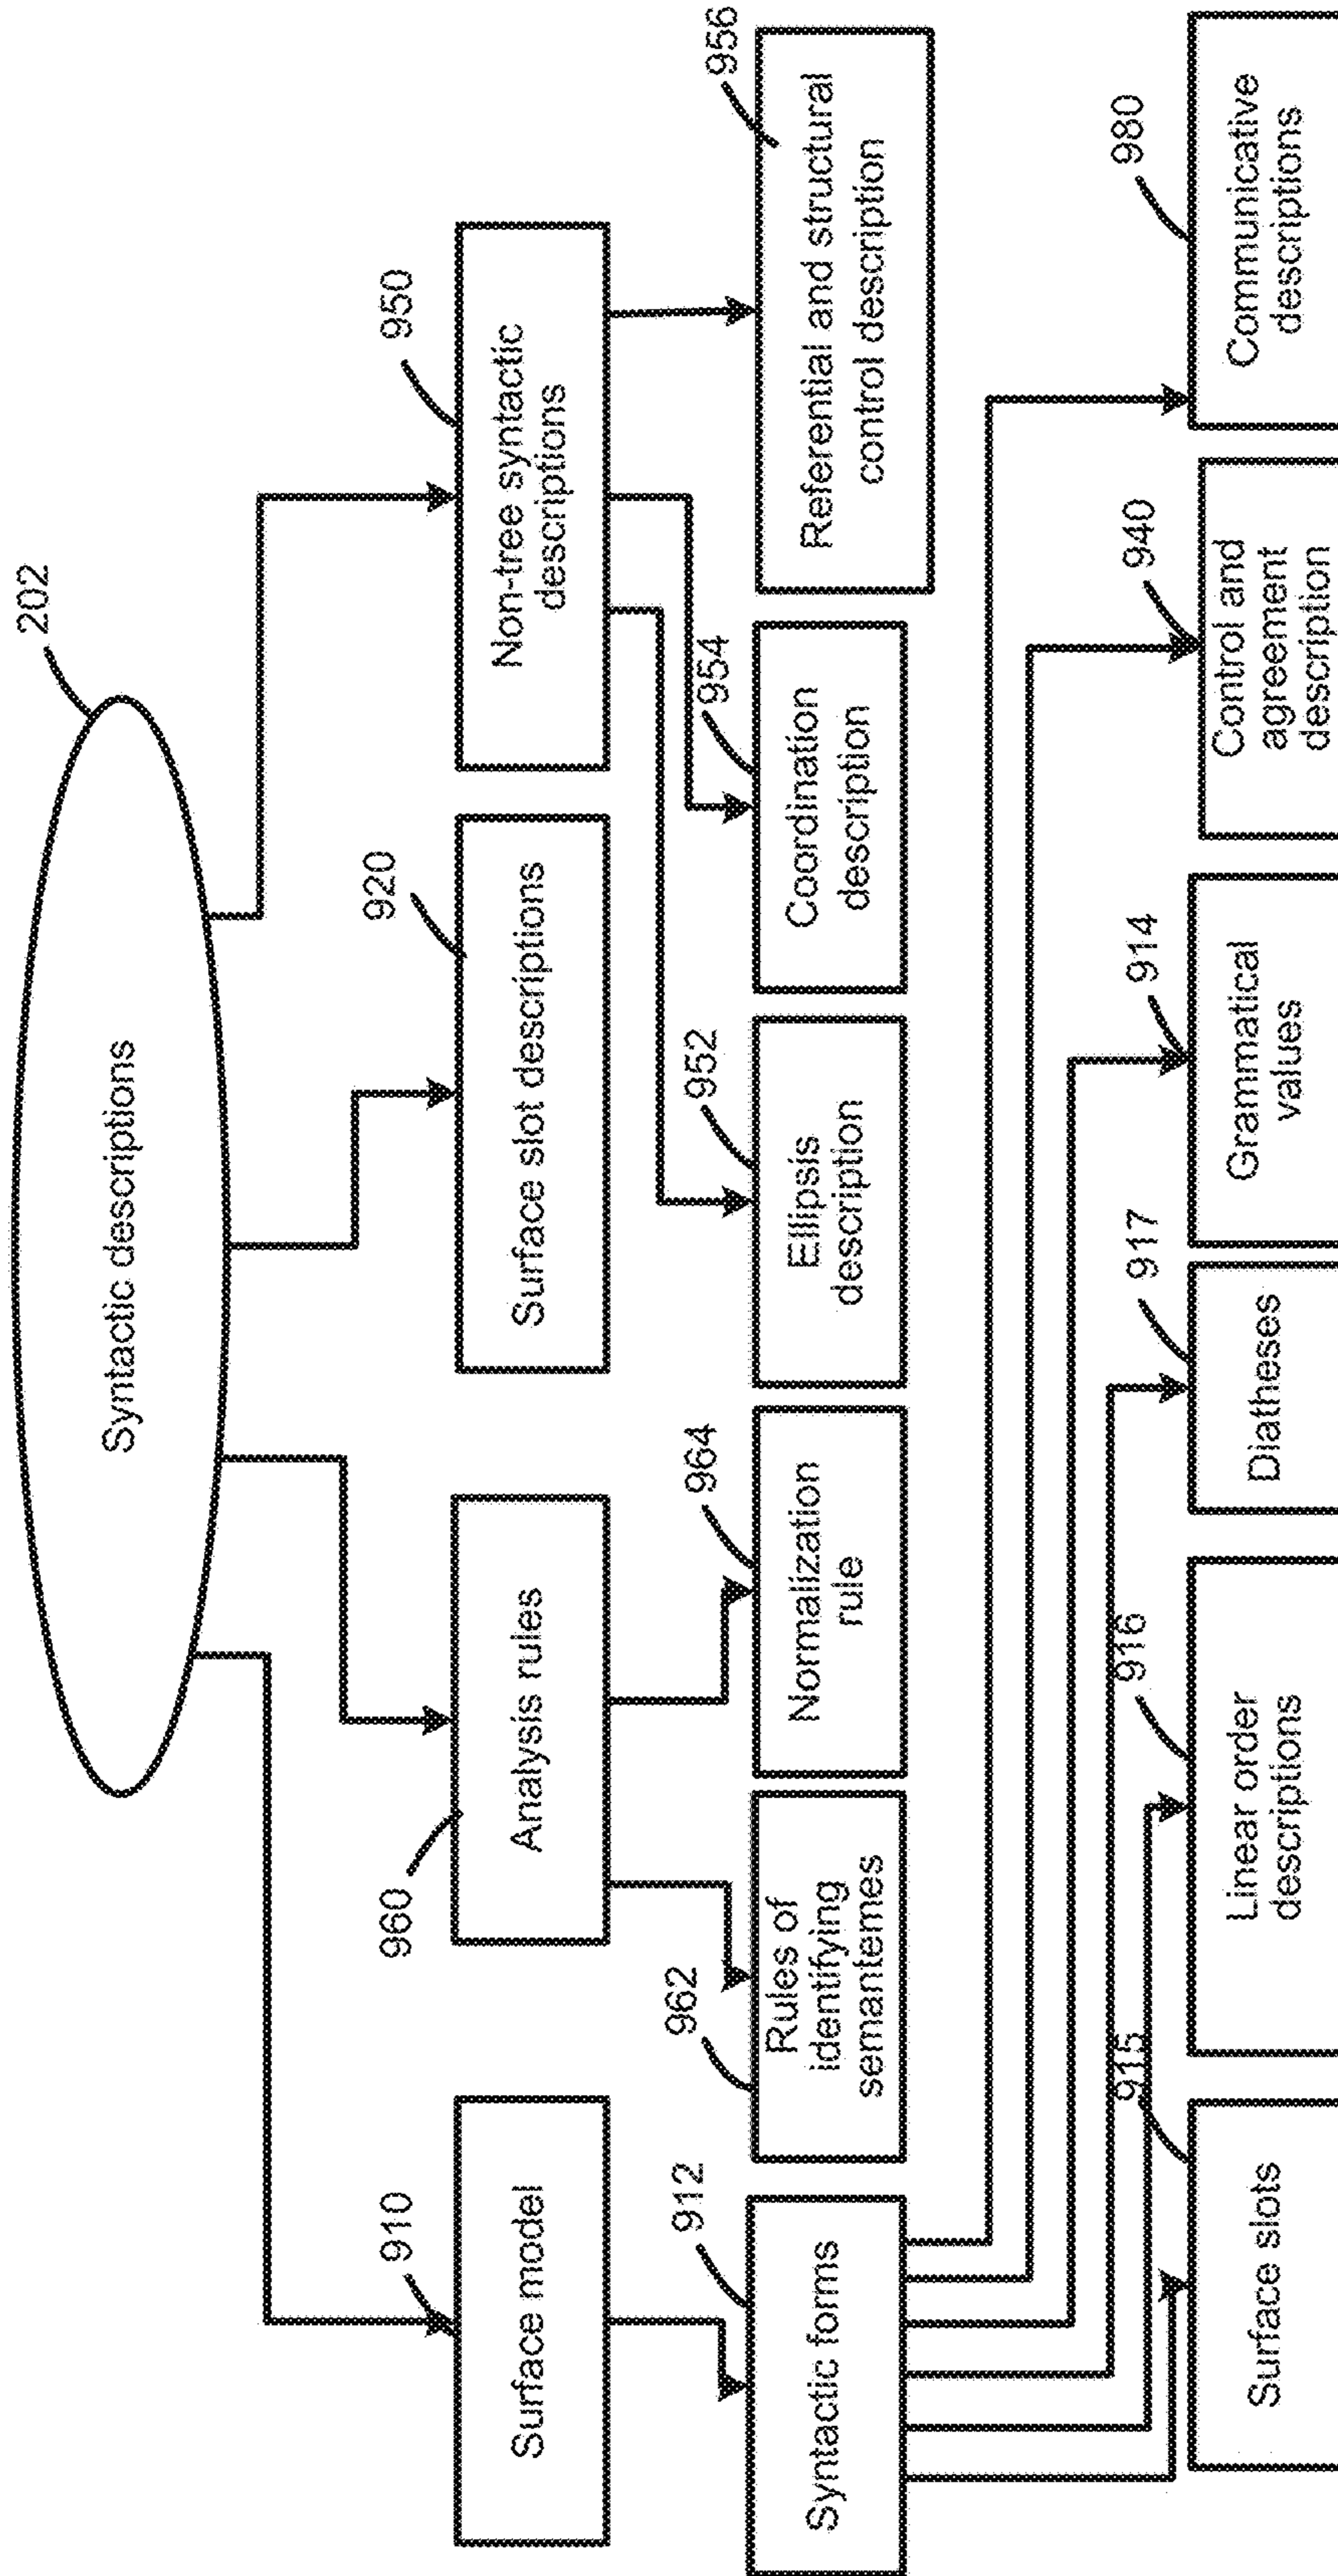 202
Syntactic descriptions
910
Surface model
960
Analysis rules
920
Surface slot descriptions
950
Non-tree syntactic
descriptions
912
Syntactic forms
962
Rules of
identifying
semantemes
964
Normalization
rule
952
Ellipsis
description
954
Coordination
description
956
Referential and structural
control description
915
Surface slots
916
Linear order
descriptions
917
Diatheses
914
Grammatical
values
940
Control and
agreement
description
980
Communicative
descriptions